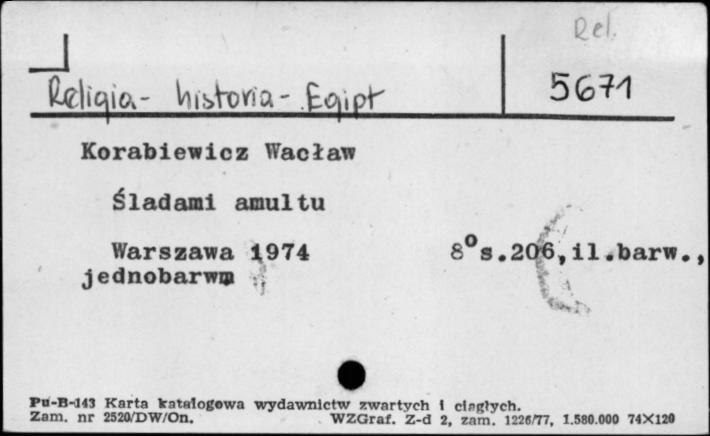 Rel.
Religia - historia - Egipt 5671
Korabiewicz Wacław
Śladami amultu
Warszawa 1974 8° s.206, il.barw.,
jednobarwn
Pu-B-143 Karta katalogowa wydawnictw zwartych i ciągłych.
Zam. nr 2520/DW/On. WZGraf. Z-d 2, zam. 1226/77, 1.580.000 74X120